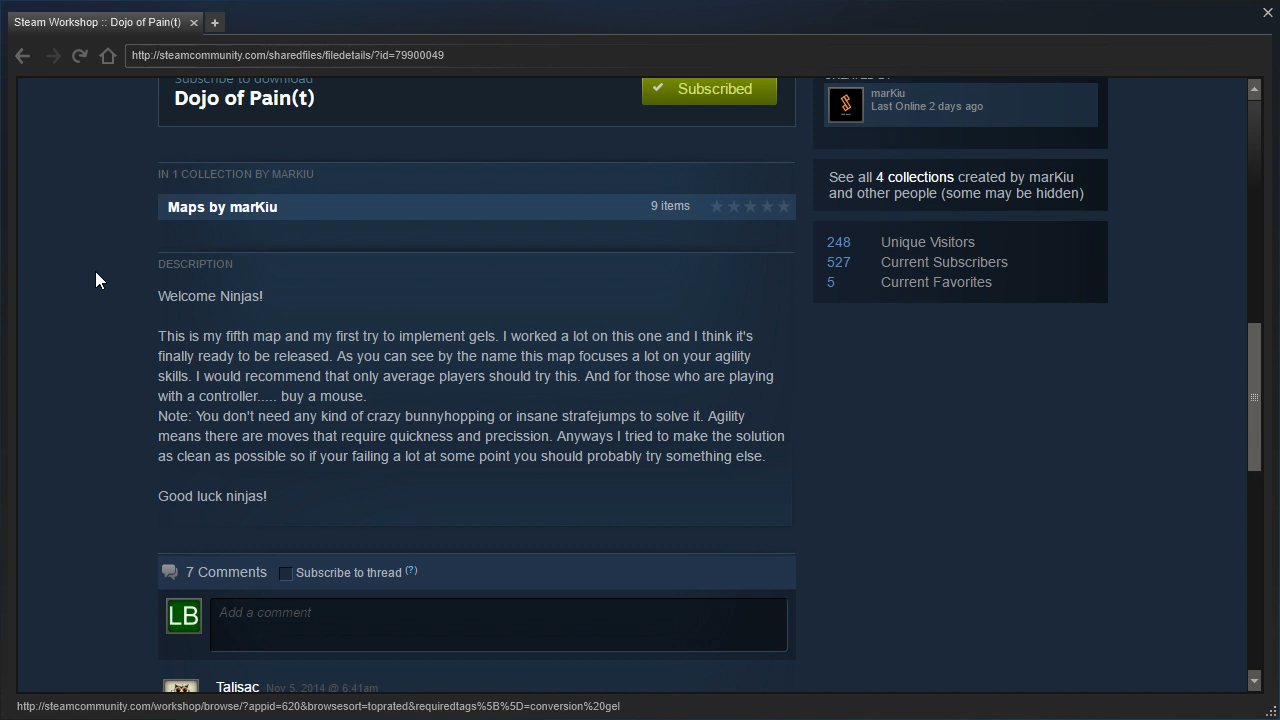 Steam Workshop :: Dojo of Pain(t)
http://steamcommunity.com/sharedfiles/filedetails/?id=79900049
Subscribe to download
Dojo of Pain(t)
Subscribed
CREATED BY
marKiu
Last Online 2 days ago
IN 1 COLLECTION BY MARKIU
Maps by marKiu
9 items
See all 4 collections created by marKiu
and other people (some may be hidden)
248 Unique Visitors
527 Current Subscribers
5 Current Favorites
DESCRIPTION
Welcome Ninjas!
This is my fifth map and my first try to implement gels. I worked a lot on this one and I think it's
finally ready to be released. As you can see by the name this map focuses a lot on your agility
skills. I would recommend that only average players should try this. And for those who are playing
with a controller..... buy a mouse.
Note: You don't need any kind of crazy bunnyhopping or insane strafejumps to solve it. Agility
means there are moves that require quickness and precission. Anyways I tried to make the solution
as clean as possible so if your failing a lot at some point you should probably try something else.
Good luck ninjas!
7 Comments
Subscribe to thread (?)
LB
Add a comment
Talisac Nov 5, 2014 @ 6:41am
http://steamcommunity.com/workshop/browse/?appid=620&browsesort=toprated&requiredtags%5B%5D=conversion%20gel